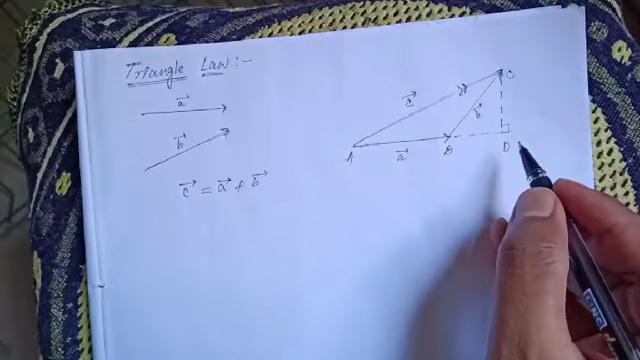 Triangle Law :-
a⃗
b⃗
c⃗ = a⃗ + b⃗
c⃗
b⃗
C
A
a⃗
B
D